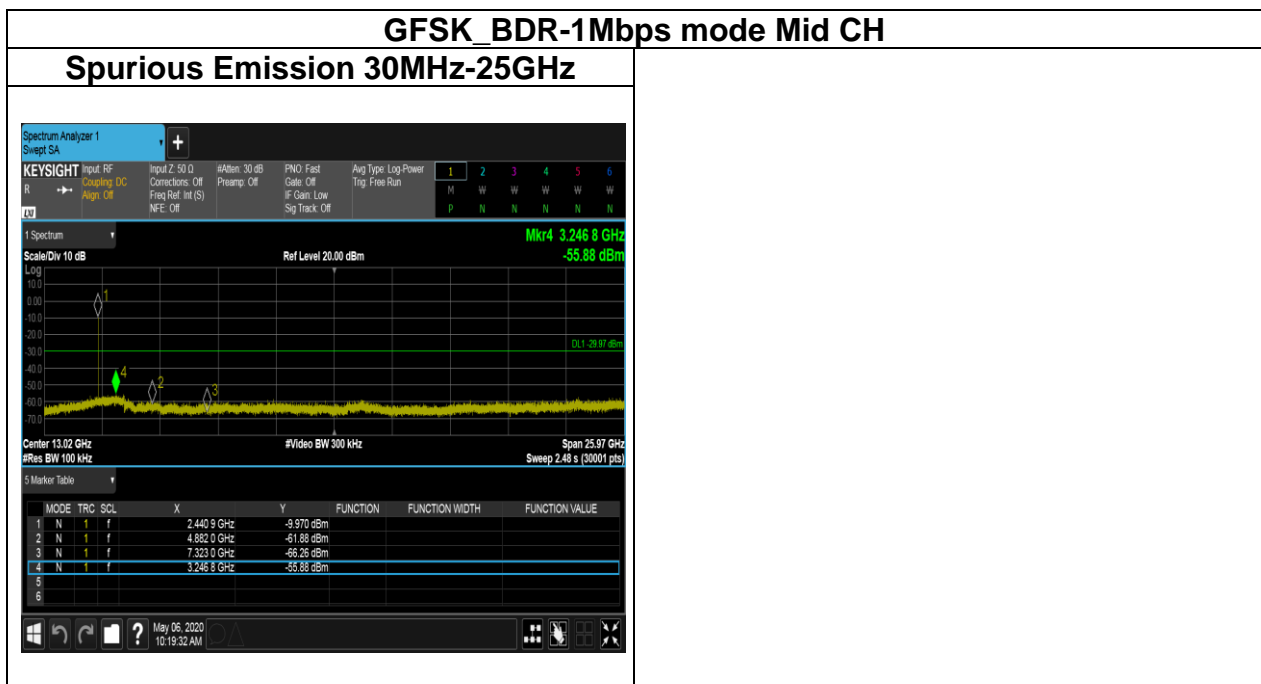 GFSK_BDR-1Mbps mode Mid CH
Spurious Emission 30MHz-25GHz
Spectrum Analyzer 1
Swept SA
+
KEYSIGHT Input: RF Input Z: 50 Ω #Atten: 30 dB PNO: Fast Avg Type: Log-Power 1 2 3 4 5 6
R Coupling: DC Corrections: Off Preamp: Off Gate: Off Trig: Free Run M W W W W W
Align: Off Freq Ref: Int (S) IF Gain: Low
LXI NFE: Off Sig Track: Off P N N N N N
1 Spectrum Mkr4 3.246 8 GHz
Scale/Div 10 dB Ref Level 20.00 dBm -55.88 dBm
Log
10.0
0.00 1
-10.0
-20.0
-30.0 DL1 -29.97 dBm
-40.0 4
-50.0 2 3
-60.0
-70.0
Center 13.02 GHz #Video BW 300 kHz Span 25.97 GHz
#Res BW 100 kHz Sweep 2.48 s (30001 pts)
5 Marker Table
MODE TRC SCL X Y FUNCTION FUNCTION WIDTH FUNCTION VALUE
1 N 1 f 2.440 9 GHz -9.970 dBm
2 N 1 f 4.882 0 GHz -61.88 dBm
3 N 1 f 7.323 0 GHz -66.26 dBm
4 N 1 f 3.246 8 GHz -55.88 dBm
5
6
? May 06, 2020
10:19:32 AM